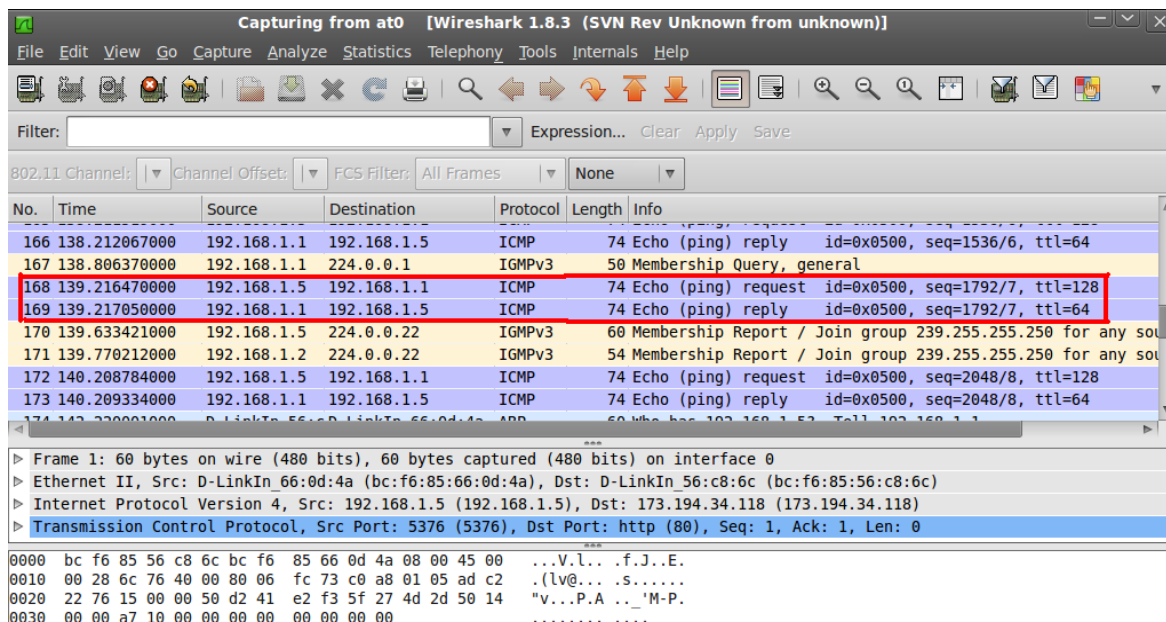 Capturing from at0 [Wireshark 1.8.3 (SVN Rev Unknown from unknown)]
File Edit View Go Capture Analyze Statistics Telephony Tools Internals Help
Filter: Expression... Clear Apply Save
802.11 Channel: Channel Offset: FCS Filter: All Frames None
No. Time Source Destination Protocol Length Info
166 138.212067000 192.168.1.1 192.168.1.5 ICMP 74 Echo (ping) reply id=0x0500, seq=1536/6, ttl=64
167 138.806370000 192.168.1.1 224.0.0.1 IGMPv3 50 Membership Query, general
168 139.216470000 192.168.1.5 192.168.1.1 ICMP 74 Echo (ping) request id=0x0500, seq=1792/7, ttl=128
169 139.217050000 192.168.1.1 192.168.1.5 ICMP 74 Echo (ping) reply id=0x0500, seq=1792/7, ttl=64
170 139.633421000 192.168.1.5 224.0.0.22 IGMPv3 60 Membership Report / Join group 239.255.255.250 for any sou
171 139.770212000 192.168.1.2 224.0.0.22 IGMPv3 54 Membership Report / Join group 239.255.255.250 for any sou
172 140.208784000 192.168.1.5 192.168.1.1 ICMP 74 Echo (ping) request id=0x0500, seq=2048/8, ttl=128
173 140.209334000 192.168.1.1 192.168.1.5 ICMP 74 Echo (ping) reply id=0x0500, seq=2048/8, ttl=64
Frame 1: 60 bytes on wire (480 bits), 60 bytes captured (480 bits) on interface 0
Ethernet II, Src: D-LinkIn_66:0d:4a (bc:f6:85:66:0d:4a), Dst: D-LinkIn_56:c8:6c (bc:f6:85:56:c8:6c)
Internet Protocol Version 4, Src: 192.168.1.5 (192.168.1.5), Dst: 173.194.34.118 (173.194.34.118)
Transmission Control Protocol, Src Port: 5376 (5376), Dst Port: http (80), Seq: 1, Ack: 1, Len: 0
0000 bc f6 85 56 c8 6c bc f6 85 66 0d 4a 08 00 45 00 ...V.l.. .f.J..E.
0010 00 28 6c 76 40 00 80 06 fc 73 c0 a8 01 05 ad c2 .(lv@... .s......
0020 22 76 15 00 00 50 d2 41 e2 f3 5f 27 4d 2d 50 14 "v...P.A .._'M-P.
0030 00 00 a7 10 00 00 00 00 00 00 00 00 ........ ....